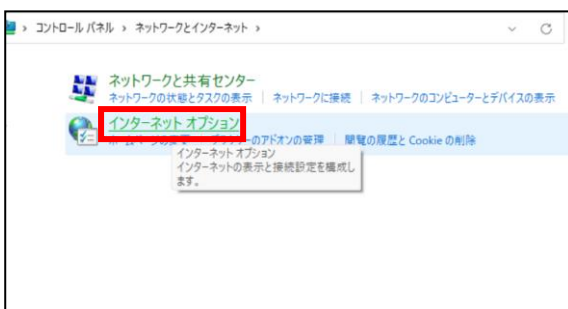 › コントロール パネル › ネットワークとインターネット ›
ネットワークと共有センター
ネットワークの状態とタスクの表示 | ネットワークに接続 | ネットワークのコンピューターとデバイスの表示
インターネット オプション
のアドオンの管理 | 閲覧の履歴と Cookie の削除
インターネット オプション
インターネットの表示と接続設定を構成し
ます。